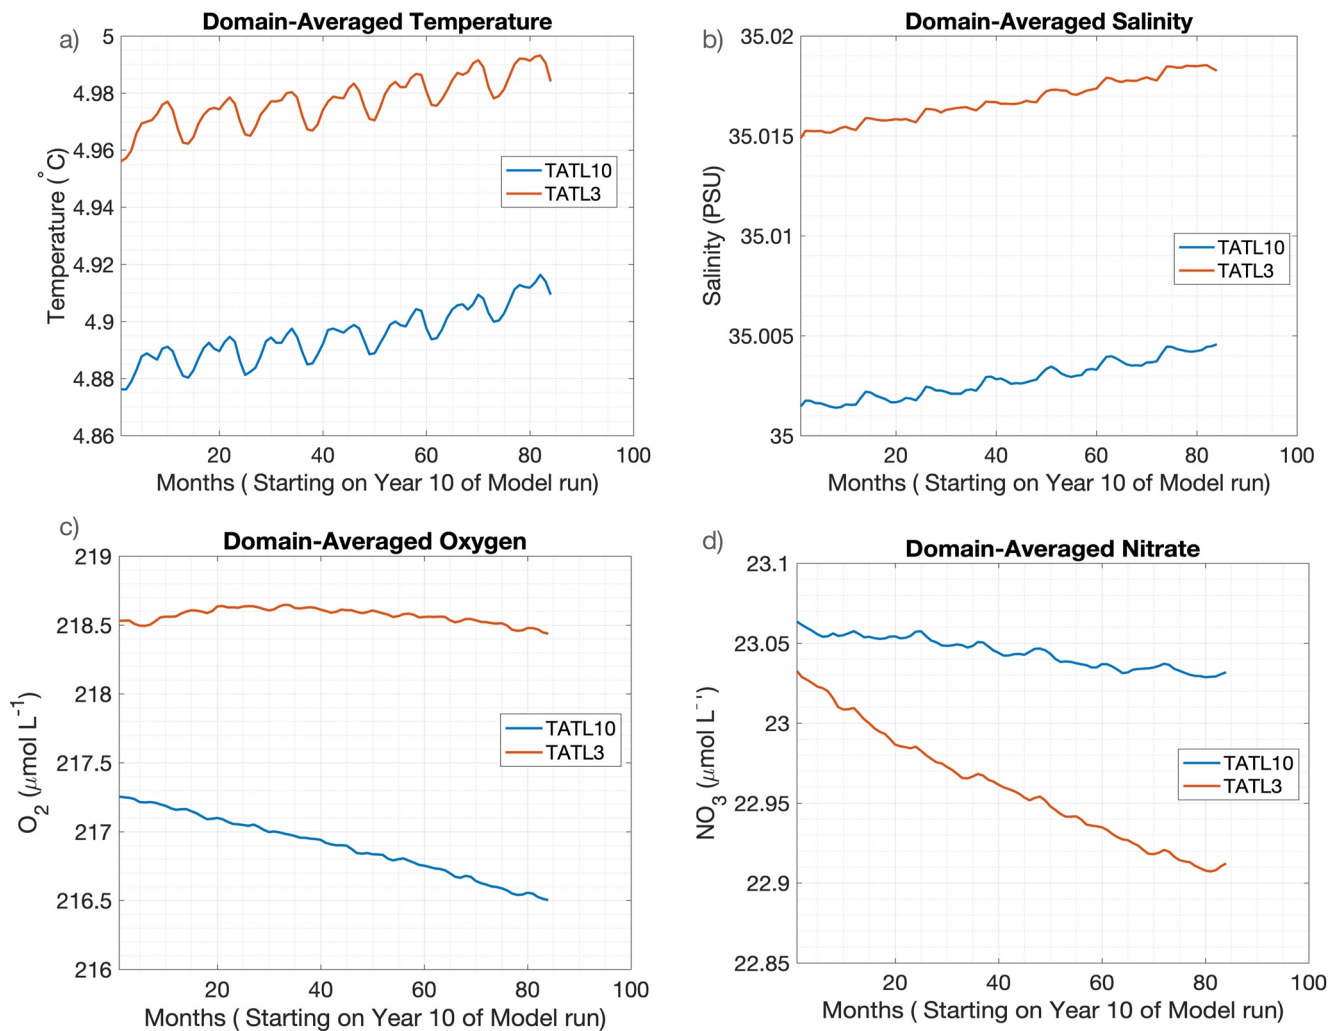 a)
Domain-Averaged Temperature
5
4.98
4.96
4.94
4.92
4.9
4.88
4.86
Temperature (°C)
TATL10
TATL3
20 40 60 80 100
Months ( Starting on Year 10 of Model run)
b)
Domain-Averaged Salinity
35.02
35.015
35.01
35.005
35
Salinity (PSU)
TATL10
TATL3
20 40 60 80 100
Months ( Starting on Year 10 of Model run)
c)
Domain-Averaged Oxygen
219
218.5
218
217.5
217
216.5
216
O2 (μmol L-1)
TATL10
TATL3
20 40 60 80 100
Months ( Starting on Year 10 of Model run)
d)
Domain-Averaged Nitrate
23.1
23.05
23
22.95
22.9
22.85
NO3 (μmol L
TATL10
TATL3
20 40 60 80 100
Months ( Starting on Year 10 of Model run)